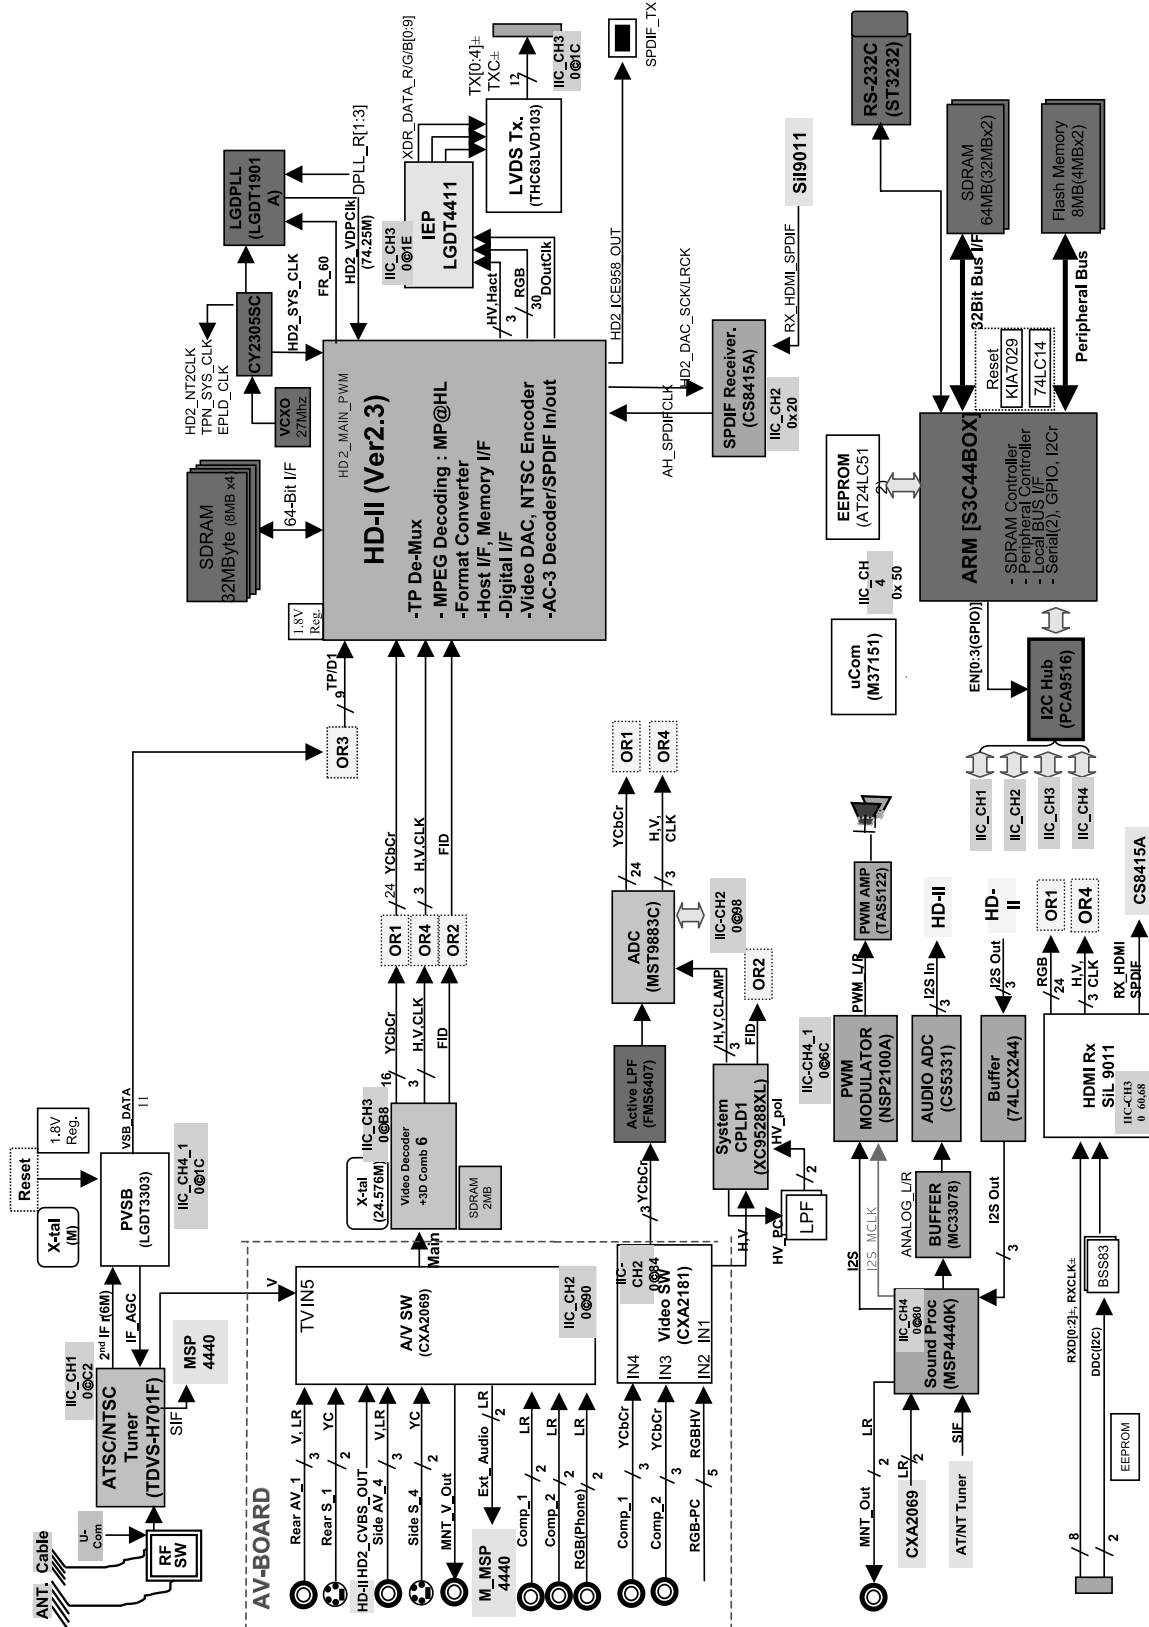 ANT.
Cable
RF
SW
U-
Com
ATSC/NTSC
Tuner
(TDVS-H701F)
IIC_CH1
0©C2
2nd IF r(6M)
IF_AGC
SIF
MSP
4440
V
Reset
X-tal
(M)
1.8V
Reg.
PVSB
(LGDT3303)
IIC_CH4_1
0©1C
VSB_DATA
11
OR3
TP/D1
9
1.8V
Reg.
SDRAM
32MByte (8MB x4)
64-Bit I/F
HD2_NT2CLK
TPN_SYS_CLK
EPLD_CLK
VCXO
27Mhz
CY2305SC
HD2_SYS_CLK
LGDPLL
(LGDT1901
A)
FR_60
HD2_VDPClk
(74.25M)
DPLL_R[1:3]
HD2_MAIN_PWM
HD-II (Ver2.3)
-TP De-Mux
- MPEG Decoding : MP@HL
-Format Converter
-Host I/F, Memory I/F
-Digital I/F
-Video DAC, NTSC Encoder
-AC-3 Decoder/SPDIF In/out
IIC_CH3
0©1E
IEP
LGDT4411
HV,Hact
3
RGB
30
DOutClk
XDR_DATA_R/G/B[0:9]
LVDS Tx.
(THC63LVD103)
TX[0:4]±
TXC±
12
IIC_CH3
0©1C
HD2_ICE958_OUT
SPDIF_TX
AH_SPDIFCLK
HD2_DAC_SCK/LRCK
SPDIF Receiver.
(CS8415A)
IIC_CH2
0x20
RX_HDMI_SPDIF
SiI9011
AV-BOARD
Rear AV_1
V, LR
3
Rear S_1
YC
2
HD-II
HD2_CVBS_OUT
Side AV_4
V,LR
3
Side S_4
YC
2
MNT_V_Out
M_MSP
4440
Ext_Audio
LR
2
Comp_1
LR
2
Comp_2
LR
2
RGB(Phone)
LR
2
TV IN5
A/V SW
(CXA2069)
IIC_CH2
0©90
Main
X-tal
(24.576M)
IIC_CH3
0©B8
Video Decoder
+3D Comb 6
SDRAM
2MB
16
YCbCr
3
H,V,CLK
FID
OR1
OR4
OR2
24
YCbCr
3
H,V,CLK
FID
Comp_1
YCbCr
3
Comp_2
YCbCr
3
RGB-PC
RGBHV
5
IN4
IN3
IN2
IN1
IIC-
CH2
0©84
Video SW
(CXA2181)
3 YCbCr
Active LPF
(FMS6407)
ADC
(MST9883C)
IIC-CH2
0©98
YCbCr
24
H,V,
CLK
3
OR1
OR4
H,V
HV_PC
LPF
2
HV_pol
System
CPLD1
(XC95288XL)
H,V,CLAMP
3
FID
OR2
MNT_Out
LR
2
CXA2069
LR
2
AT/NT Tuner
SIF
IIC_CH4
0©80
Sound Proc
(MSP4440K)
I2S
I2S_MCLK
ANALOG_L/R
BUFFER
(MC33078)
I2S Out
3
IIC-CH4_1
0©6C
PWM
MODULATOR
(NSP2100A)
AUDIO ADC
(CS5331)
Buffer
(74LCX244)
PWM_L/R
PWM AMP
(TAS5122)
I2S In
3
HD-II
I2S Out
3
HD-
II
8
2
EEPROM
RXD[0:2]±, RXCLK±
DDC(I2C)
BSS83
HDMI Rx
SiL 9011
IIC-CH3
0 60,68
RGB
24
H,V,
3 CLK
RX_HDMI
SPDIF
OR1
OR4
CS8415A
uCom
(M37151)
IIC_CH
4
0x 50
EEPROM
(AT24LC51
2)
EN[0:3(GPIO)]
I2C Hub
(PCA9516)
IIC_CH1
IIC_CH2
IIC_CH3
IIC_CH4
ARM [S3C44BOX]
- SDRAM Controller
- Peripheral Controller
- Local BUS I/F
- Serial(2), GPIO, I2Cr
RS-232C
(ST3232)
SDRAM
64MB(32MBx2)
32Bit Bus I/F
Reset
KIA7029
74LC14
Flash Memory
8MB(4MBx2)
Peripheral Bus